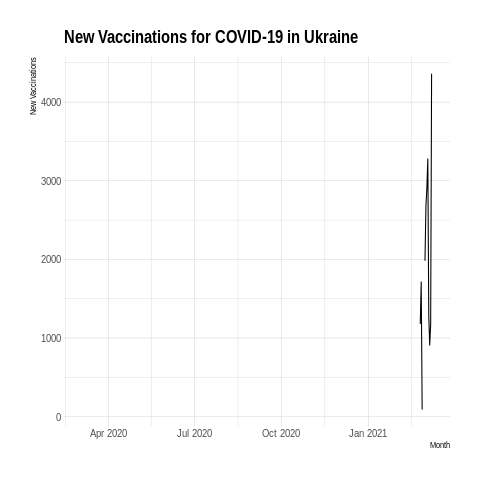 New Vaccinations for COVID-19 in Ukraine
New Vaccinations
4000
3000
2000
1000
0
Apr 2020 Jul 2020 Oct 2020 Jan 2021
Month